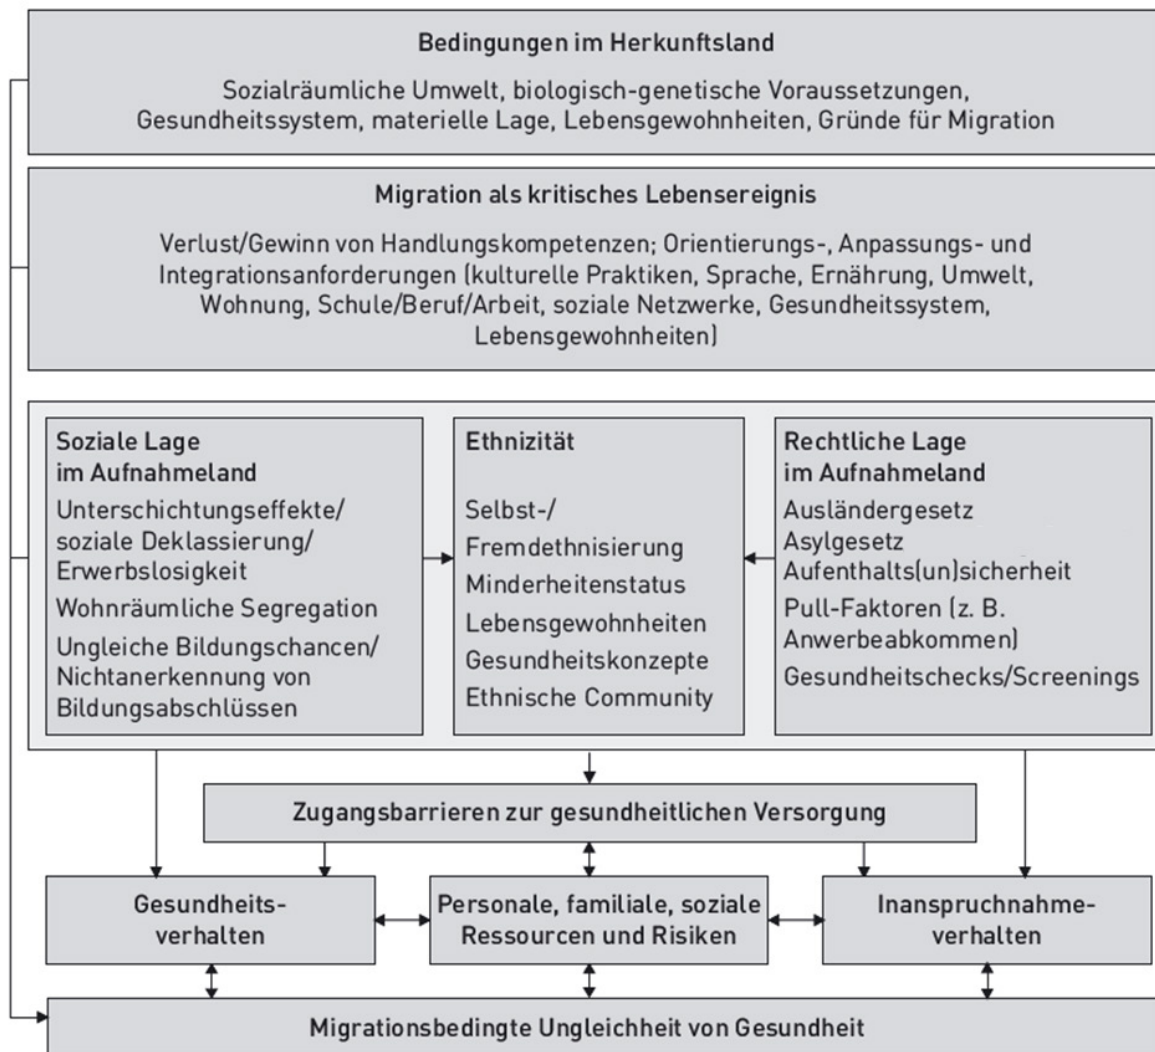 Bedingungen im Herkunftsland
Sozialräumliche Umwelt, biologisch-genetische Voraussetzungen,
Gesundheitssystem, materielle Lage, Lebensgewohnheiten, Gründe für Migration
Migration als kritisches Lebensereignis
Verlust/Gewinn von Handlungskompetenzen; Orientierungs-, Anpassungs- und
Integrationsanforderungen (kulturelle Praktiken, Sprache, Ernährung, Umwelt,
Wohnung, Schule/Beruf/Arbeit, soziale Netzwerke, Gesundheitssystem,
Lebensgewohnheiten)
Soziale Lage
im Aufnahmeland
Unterschichtungseffekte/
soziale Deklassierung/
Erwerbslosigkeit
Wohnräumliche Segregation
Ungleiche Bildungschancen/
Nichtanerkennung von
Bildungsabschlüssen
Ethnizität
Selbst-/
Fremdethnisierung
Minderheitenstatus
Lebensgewohnheiten
Gesundheitskonzepte
Ethnische Community
Rechtliche Lage
im Aufnahmeland
Ausländergesetz
Asylgesetz
Aufenthalts(un)sicherheit
Pull-Faktoren (z. B.
Anwerbeabkommen)
Gesundheitschecks/Screenings
Zugangsbarrieren zur gesundheitlichen Versorgung
Gesundheits-
verhalten
Personale, familiale, soziale
Ressourcen und Risiken
Inanspruchnahme-
verhalten
Migrationsbedingte Ungleichheit von Gesundheit